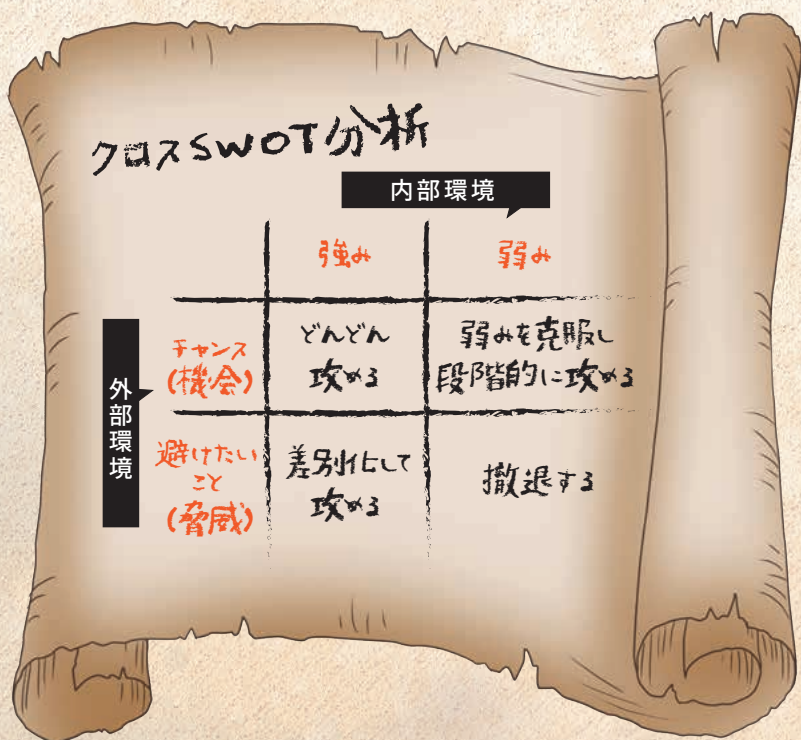 クロスSWOT分析
内部環境
強み
弱み
外部環境
チャンス
(機会)
どんどん
攻める
弱みを克服し
段階的に攻める
避けたい
こと
(脅威)
差別化して
攻める
撤退する